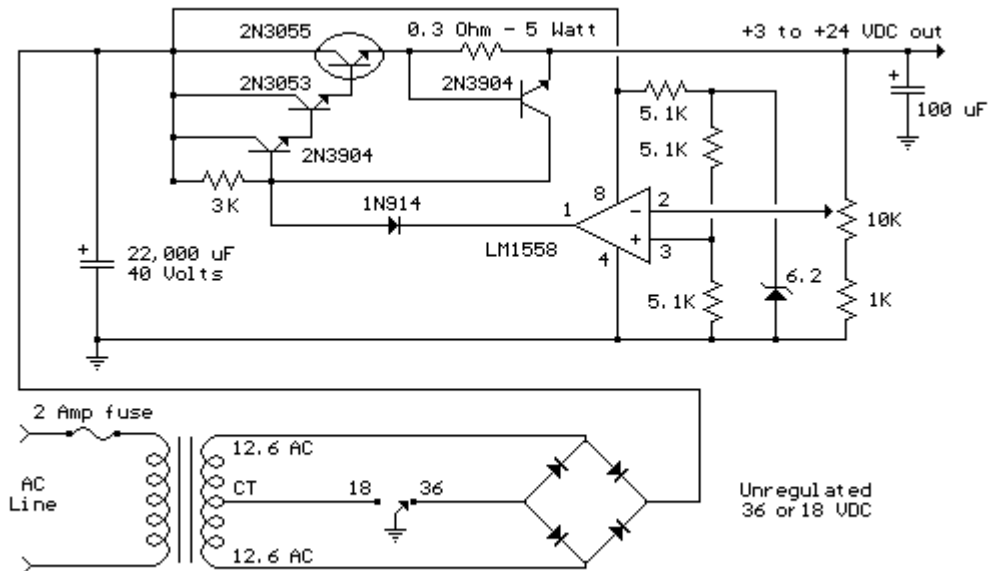 2N3055
0.3 Ohm - 5 Watt
+3 to +24 VDC out
2N3053
2N3904
+
100 uF
5.1K
5.1K
2N3904
3K
1N914
1
8
2
-
+
3
4
LM1558
10K
+
22,000 uF
40 Volts
5.1K
6.2
1K
2 Amp fuse
12.6 AC
AC
Line
CT
18
36
Unregulated
36 or 18 VDC
12.6 AC